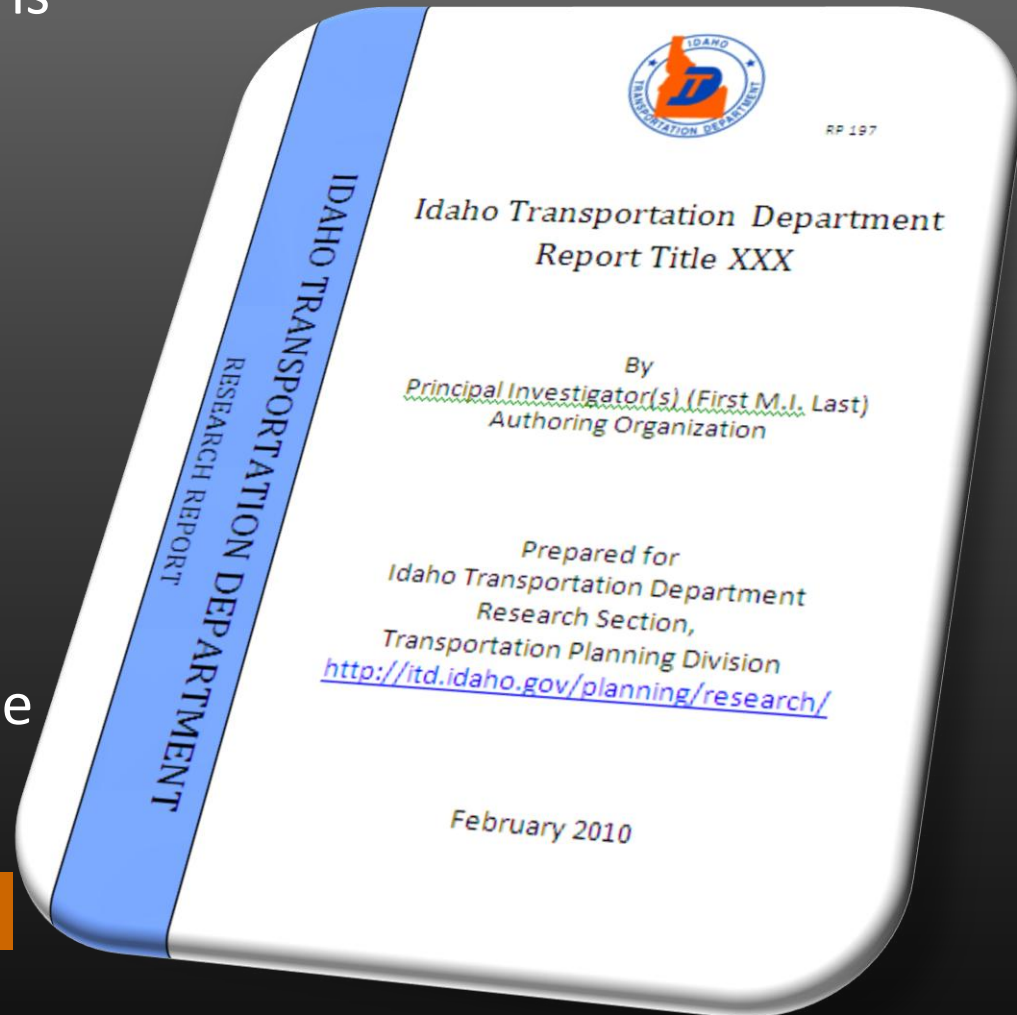 is
IDAHO
TRANSPORTATION DEPARTMENT
DT
RP 197
Idaho Transportation Department
Report Title XXX
By
Principal Investigator(s) (First M.I. Last)
Authoring Organization
Prepared for
Idaho Transportation Department
Research Section,
Transportation Planning Division
http://itd.idaho.gov/planning/research/
February 2010
IDAHO TRANSPORTATION DEPARTMENT
RESEARCH REPORT
e